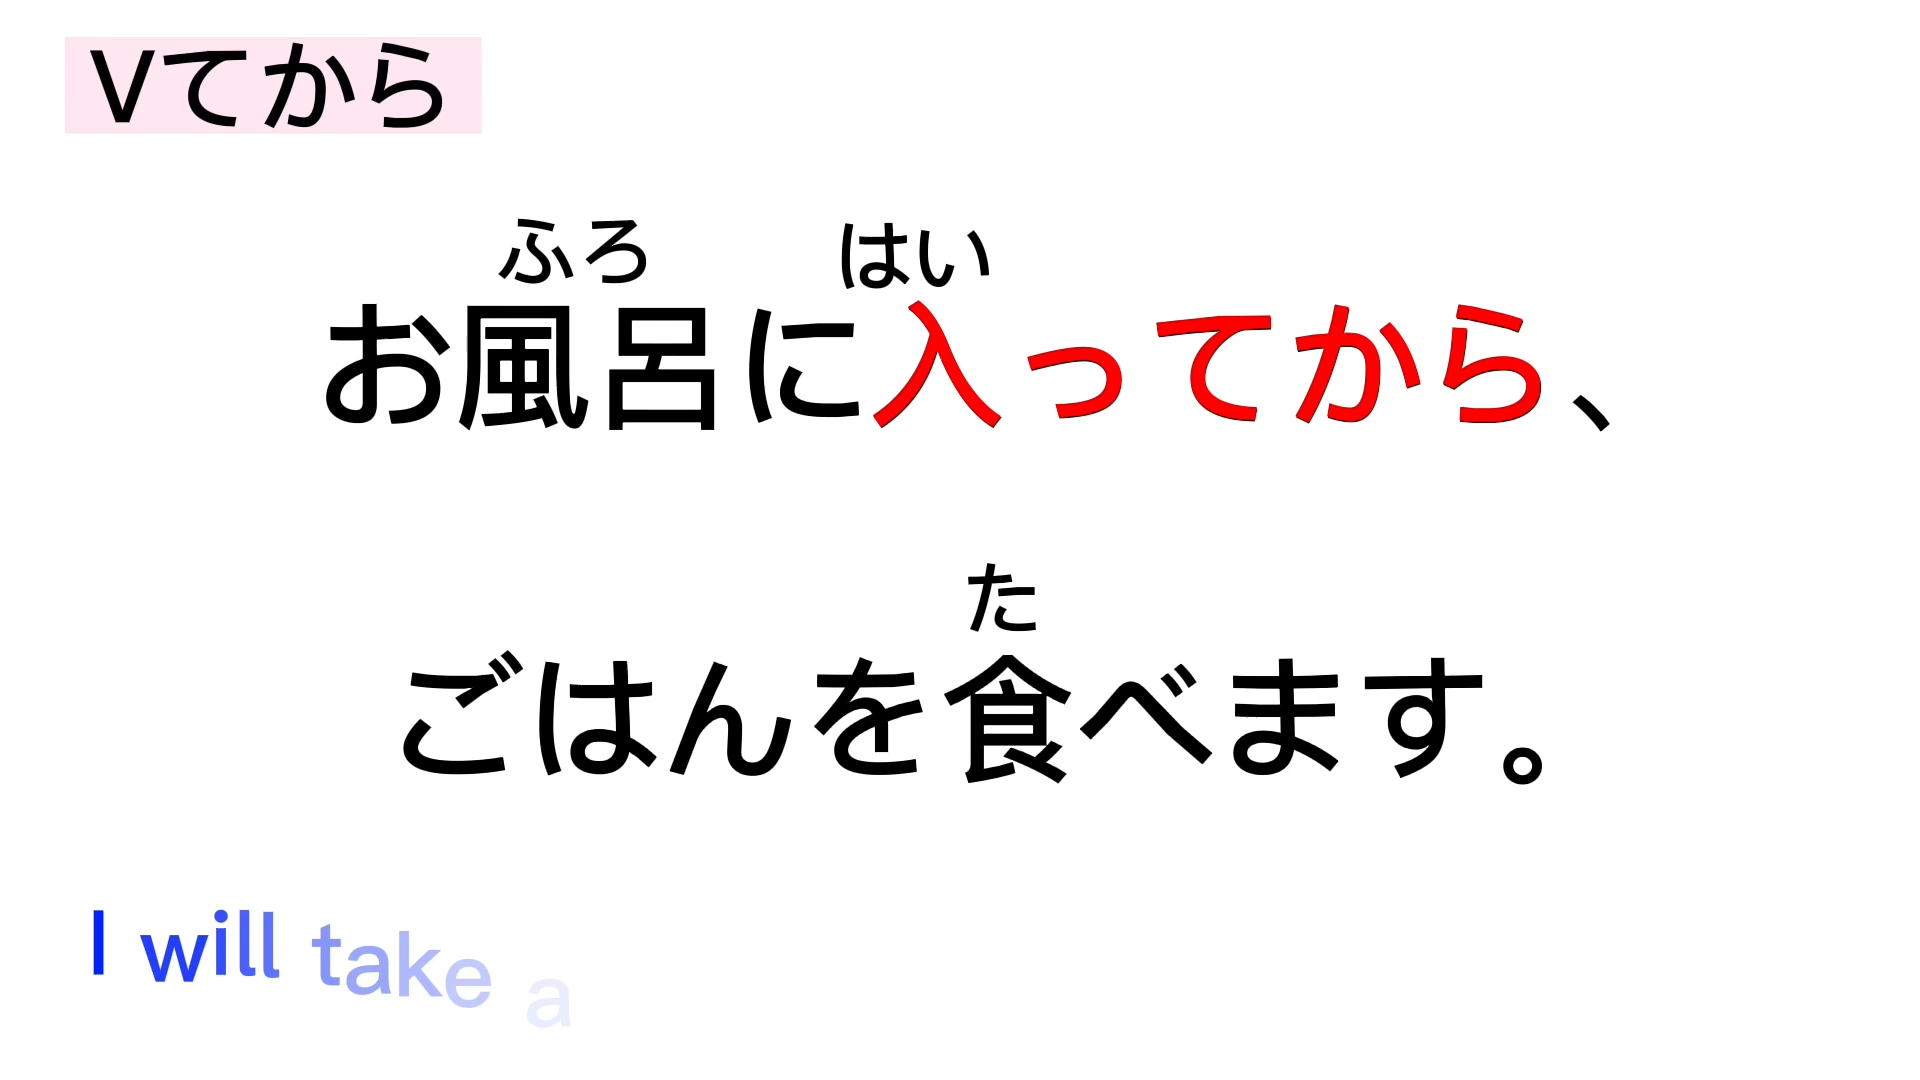 Vてから
ふろ はい
お風呂に入ってから、
た
ごはんを食べます。
I will take a